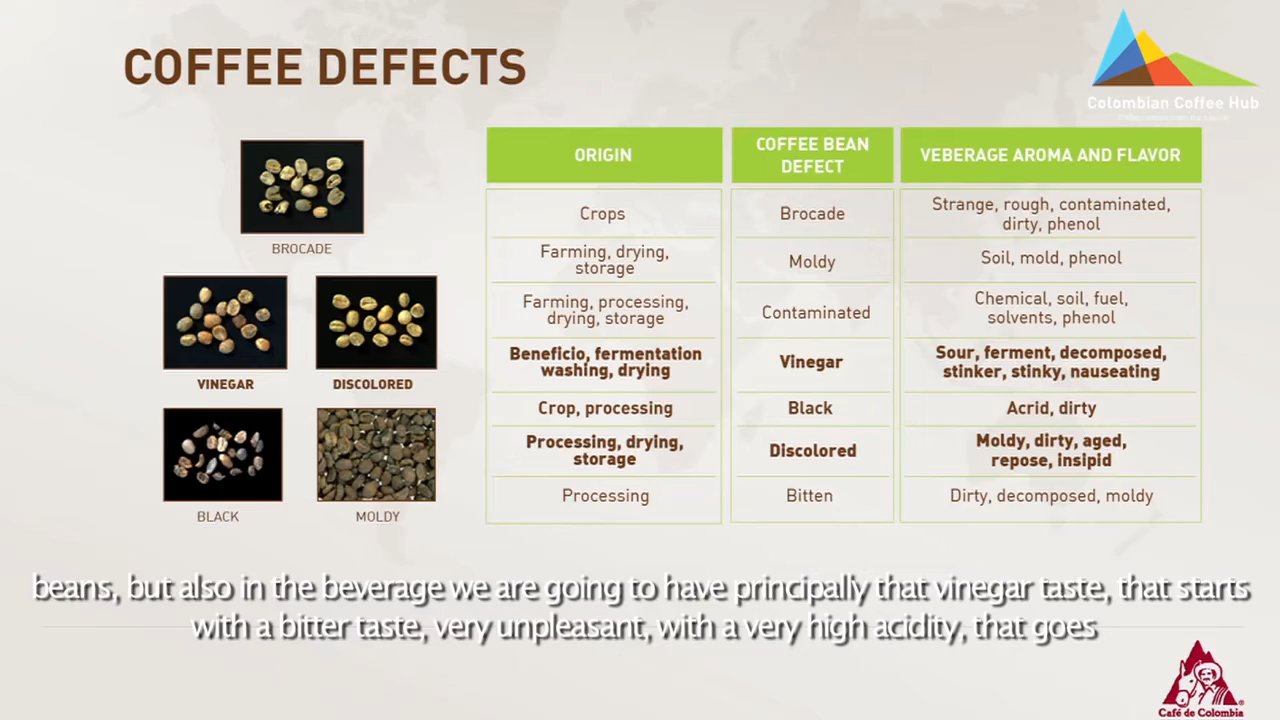 COFFEE DEFECTS
Colombian Coffee Hub
BROCADE
VINEGAR
DISCOLORED
BLACK
MOLDY
ORIGIN
COFFEE BEAN
DEFECT
VEBERAGE AROMA AND FLAVOR
Crops
Brocade
Strange, rough, contaminated,
dirty, phenol
Farming, drying,
storage
Moldy
Soil, mold, phenol
Farming, processing,
drying, storage
Contaminated
Chemical, soil, fuel,
solvents, phenol
Beneficio, fermentation
washing, drying
Vinegar
Sour, ferment, decomposed,
stinker, stinky, nauseating
Crop, processing
Black
Acrid, dirty
Processing, drying,
storage
Discolored
Moldy, dirty, aged,
repose, insipid
Processing
Bitten
Dirty, decomposed, moldy
beans, but also in the beverage we are going to have principally that vinegar taste, that starts
with a bitter taste, very unpleasant, with a very high acidity, that goes
Café de Colombia